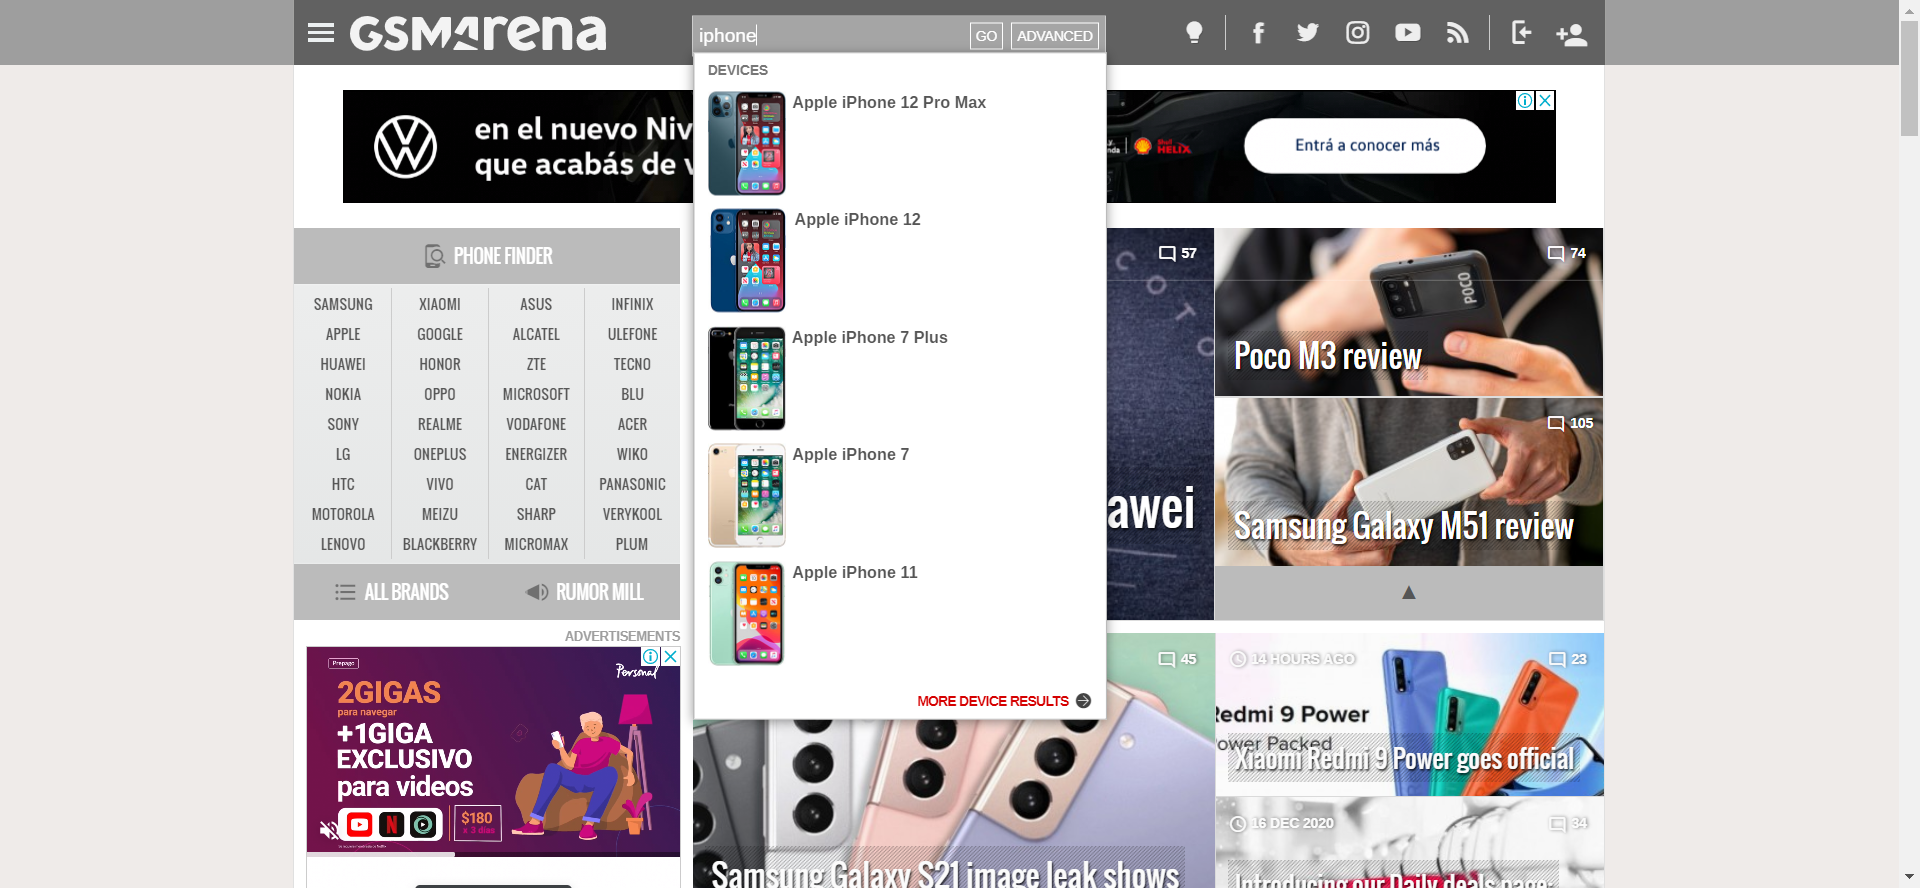 GSMArena
iphone
GO
ADVANCED
DEVICES
Apple iPhone 12 Pro Max
Apple iPhone 12
Apple iPhone 7 Plus
Apple iPhone 7
Apple iPhone 11
MORE DEVICE RESULTS
en el nuevo Niv
que acabás de v
HELIX
Entrá a conocer más
PHONE FINDER
SAMSUNG XIAOMI ASUS INFINIX
APPLE GOOGLE ALCATEL ULEFONE
HUAWEI HONOR ZTE TECNO
NOKIA OPPO MICROSOFT BLU
SONY REALME VODAFONE ACER
LG ONEPLUS ENERGIZER WIKO
HTC VIVO CAT PANASONIC
MOTOROLA MEIZU SHARP VERYKOOL
LENOVO BLACKBERRY MICROMAX PLUM
ALL BRANDS
RUMOR MILL
57
COTO
awei
74
POCO
Poco M3 review
105
Samsung Galaxy M51 review
ADVERTISEMENTS
Prepago
Personal
2GIGAS
para navegar
+1GIGA
EXCLUSIVO
para videos
$180
x 3 días
45
Samsung Galaxy S21 image leak shows
14 HOURS AGO
23
Redmi 9 Power
ower Packed
Xiaomi Redmi 9 Power goes official
16 DEC 2020
34
Introducing our Daily deals page: